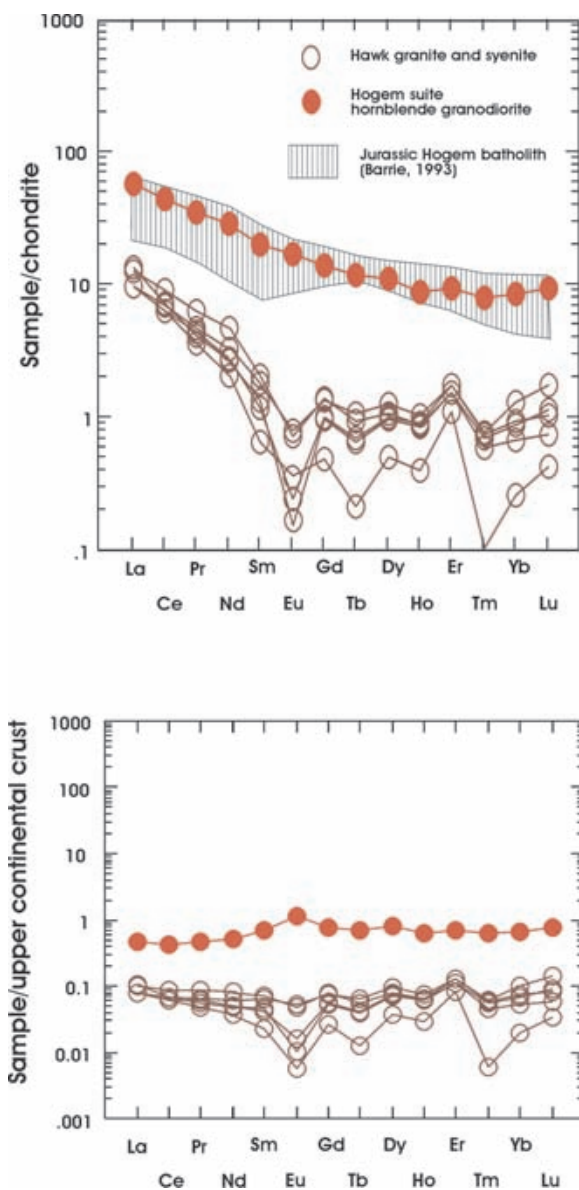 1000
Hawk granite and syenite
Hogem suite
hornblende granodiorite
Jurassic Hogem batholith
(Barrie, 1993)
100
10
1
.1
Sample/chondrite
La Pr Sm Gd Dy Er Yb
Ce Nd Eu Tb Ho Tm Lu
1000
100
10
1
0.1
0.01
.001
Sample/upper continental crust
La Pr Sm Gd Dy Er Yb
Ce Nd Eu Tb Ho Tm Lu